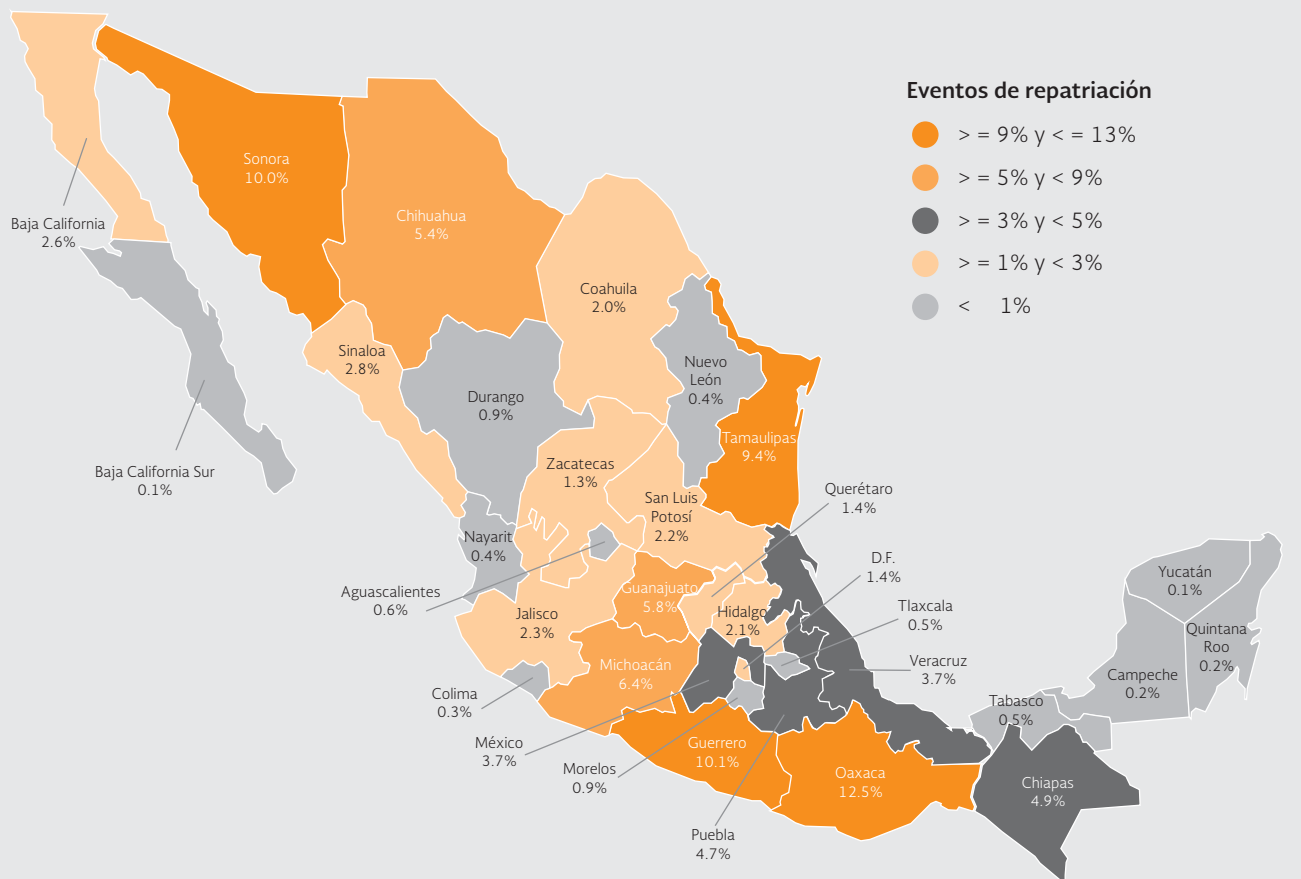 Eventos de repatriación
> = 9% y < = 13%
> = 5% y < 9%
> = 3% y < 5%
> = 1% y < 3%
< 1%
Sonora
10.0%
Chihuahua
5.4%
Baja California
2.6%
Coahuila
2.0%
Sinaloa
2.8%
Nuevo
León
0.4%
Durango
0.9%
Tamaulipas
9.4%
Baja California Sur
0.1%
Zacatecas
1.3%
San Luis
Potosí
2.2%
Querétaro
1.4%
Nayarit
0.4%
D.F.
1.4%
Aguascalientes
0.6%
Guanajuato
5.8%
Yucatán
0.1%
Jalisco
2.3%
Hidalgo
2.1%
Tlaxcala
0.5%
Quintana
Roo
0.2%
Michoacán
6.4%
Veracruz
3.7%
Campeche
0.2%
Colima
0.3%
Tabasco
0.5%
México
3.7%
Guerrero
10.1%
Morelos
0.9%
Oaxaca
12.5%
Chiapas
4.9%
Puebla
4.7%